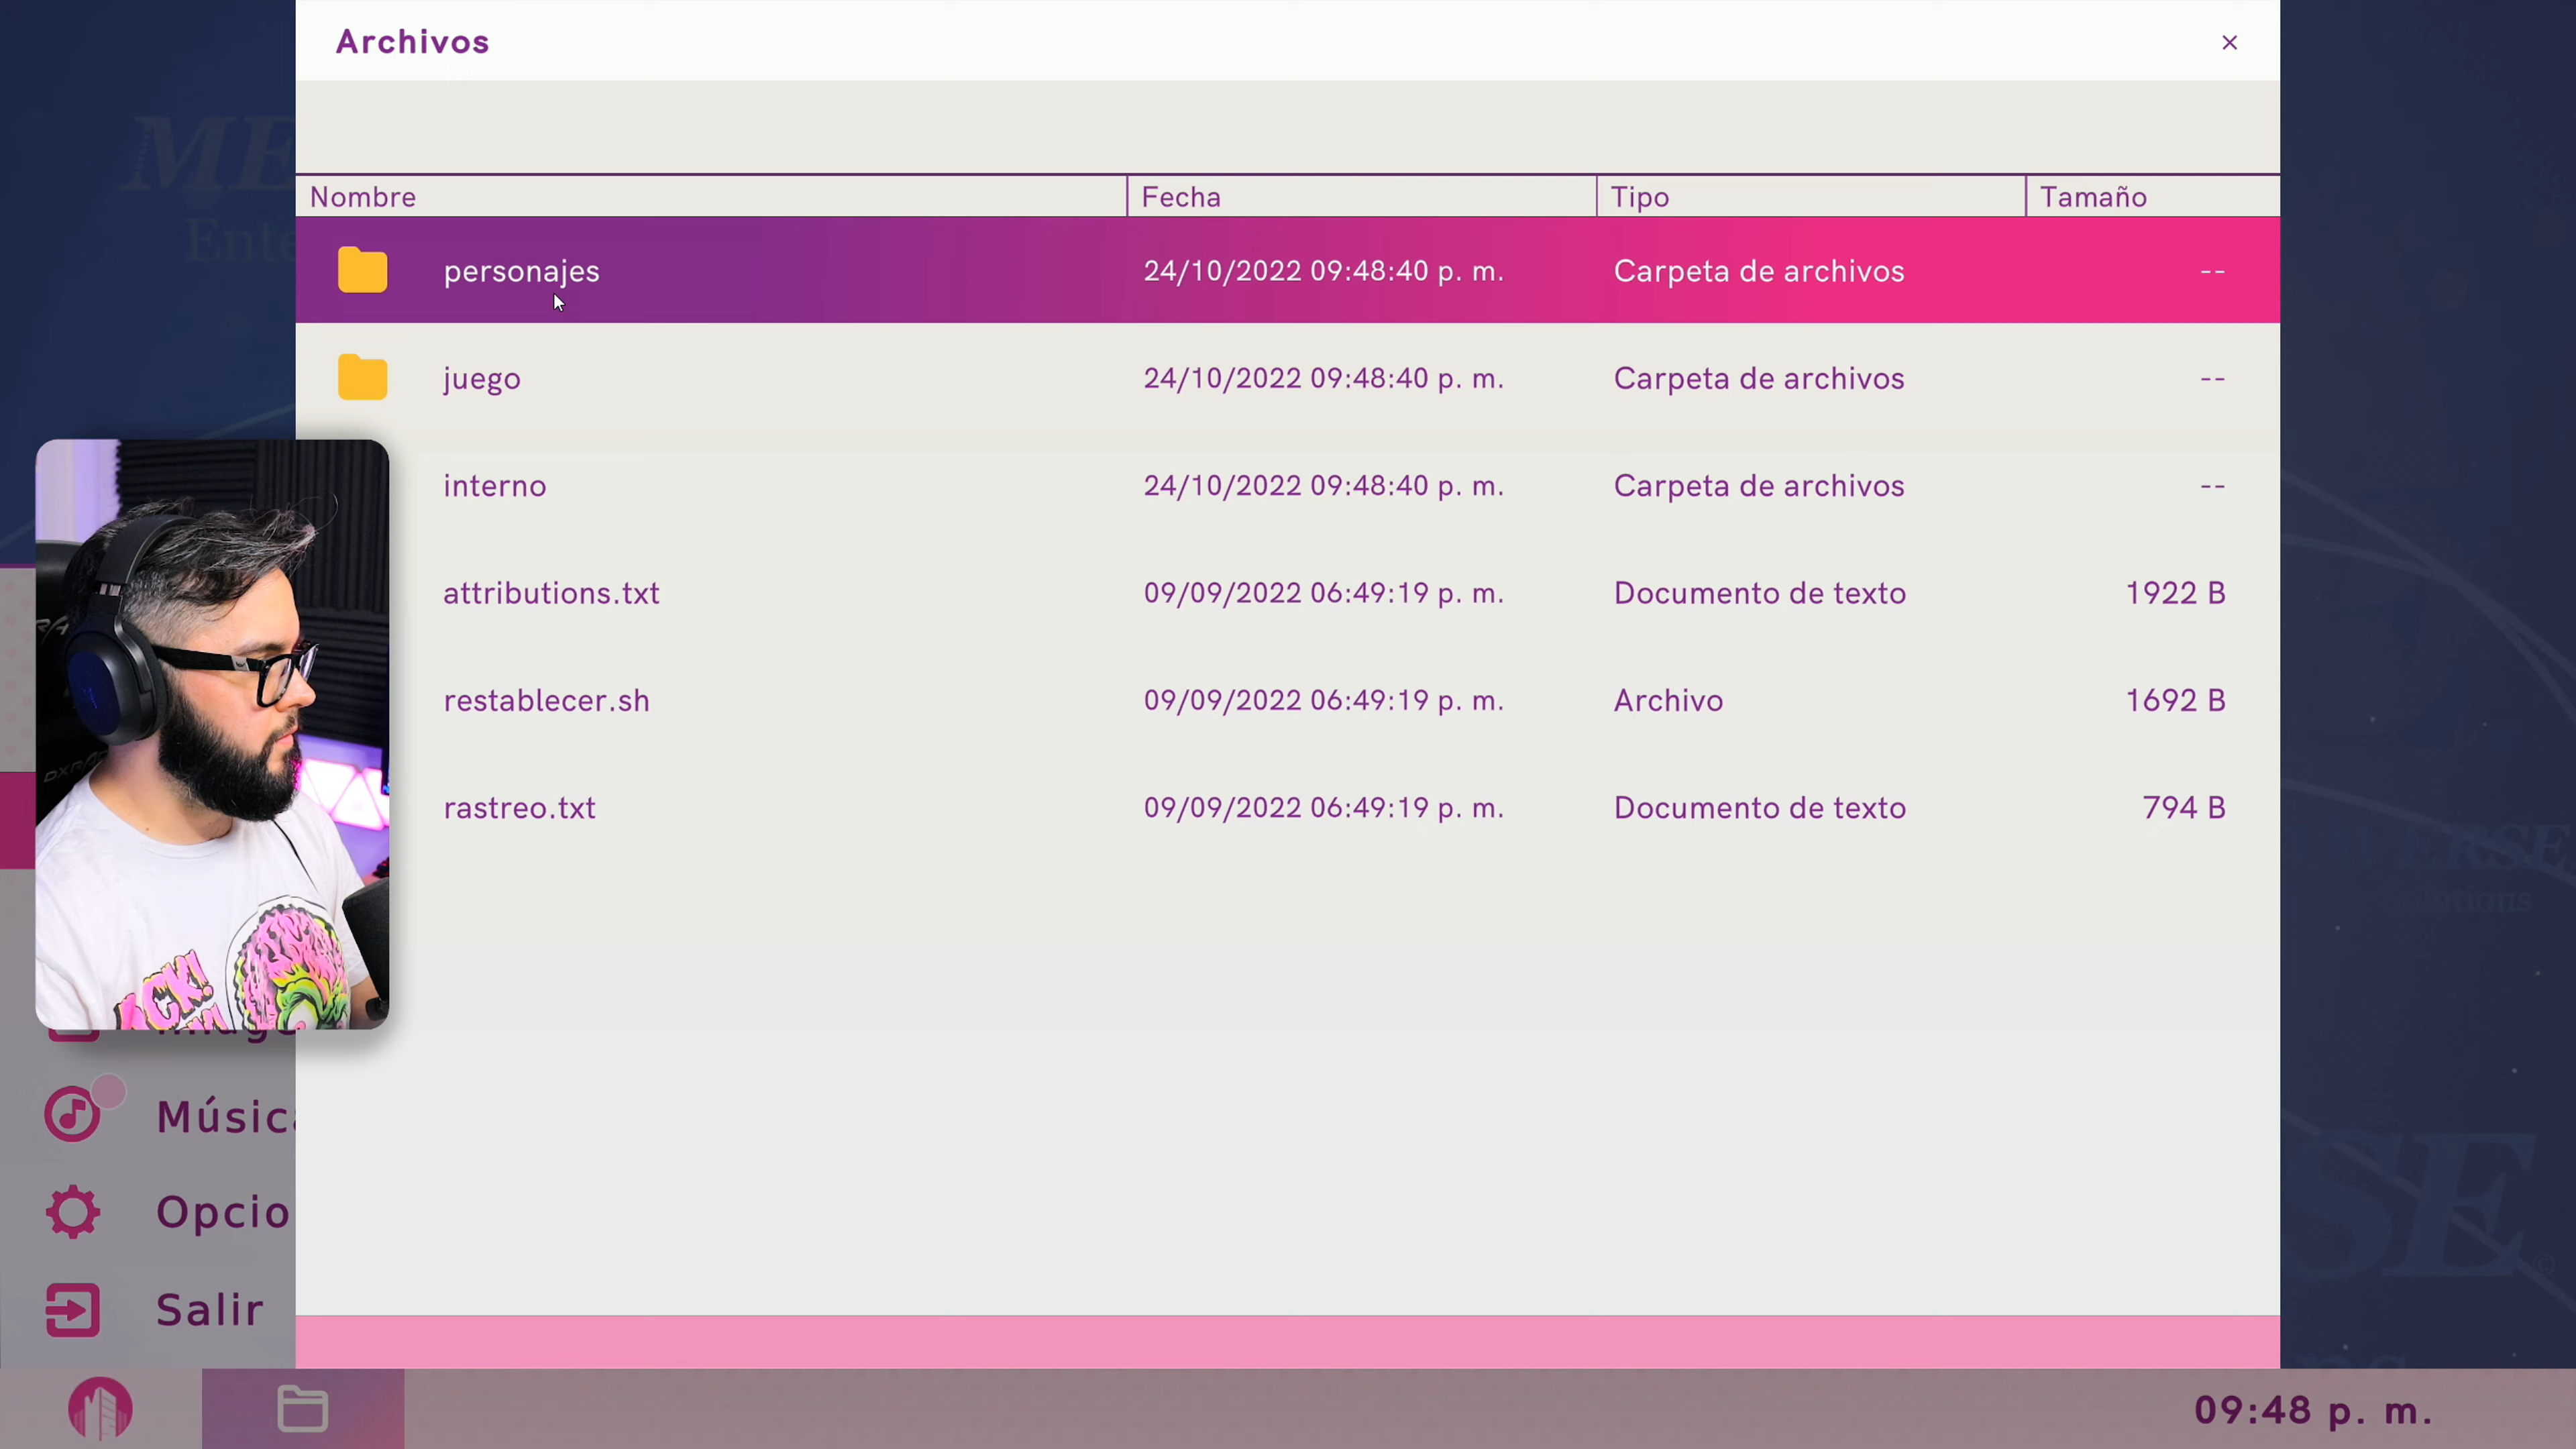 Archivos
Nombre Fecha Tipo Tamaño
personajes 24/10/2022 09:48:40 p. m. Carpeta de archivos --
juego 24/10/2022 09:48:40 p. m. Carpeta de archivos --
interno 24/10/2022 09:48:40 p. m. Carpeta de archivos --
attributions.txt 09/09/2022 06:49:19 p. m. Documento de texto 1922 B
restablecer.sh 09/09/2022 06:49:19 p. m. Archivo 1692 B
rastreo.txt 09/09/2022 06:49:19 p. m. Documento de texto 794 B
Música
Opcio
Salir
09:48 p. m.